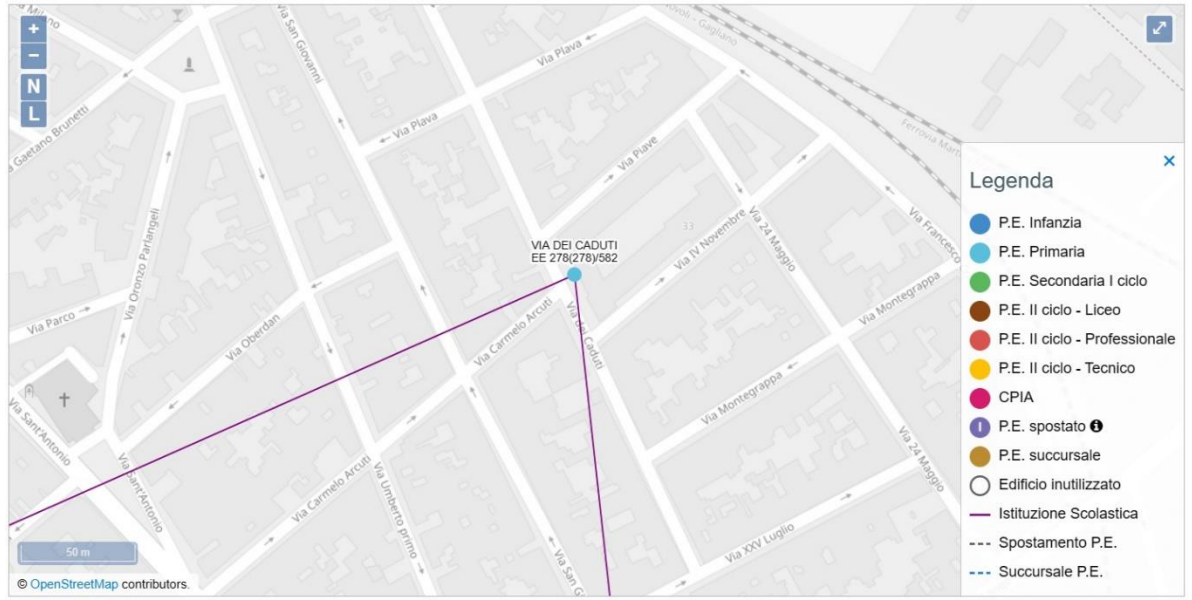 +
−
N
L
Via Milano
Via San Giovanni
Via Plava
Gagliano
Via Plava
Via Piave
Ferrovia
Via Gaetano Brunetti
Via Oronzo Parlangeli
Via Parco
Via Oberdan
VIA DEI CADUTI
EE 278(278)/582
33
Via IV Novembre
Via 24 Maggio
Via Francesco
Via Montegrappa
Via Carmelo Arcuti
Via dei Caduti
Via Montegrappa
Via Sant'Antonio
Via Sant'Antonio
Via Carmelo Arcuti
Via Umberto primo
Via San
Via 24 Maggio
Via XXV Luglio
50 m
© OpenStreetMap contributors.
×
Legenda
P.E. Infanzia
P.E. Primaria
P.E. Secondaria I ciclo
P.E. II ciclo - Liceo
P.E. II ciclo - Professionale
P.E. II ciclo - Tecnico
CPIA
I P.E. spostato i
P.E. succursale
Edificio inutilizzato
Istituzione Scolastica
Spostamento P.E.
Succursale P.E.